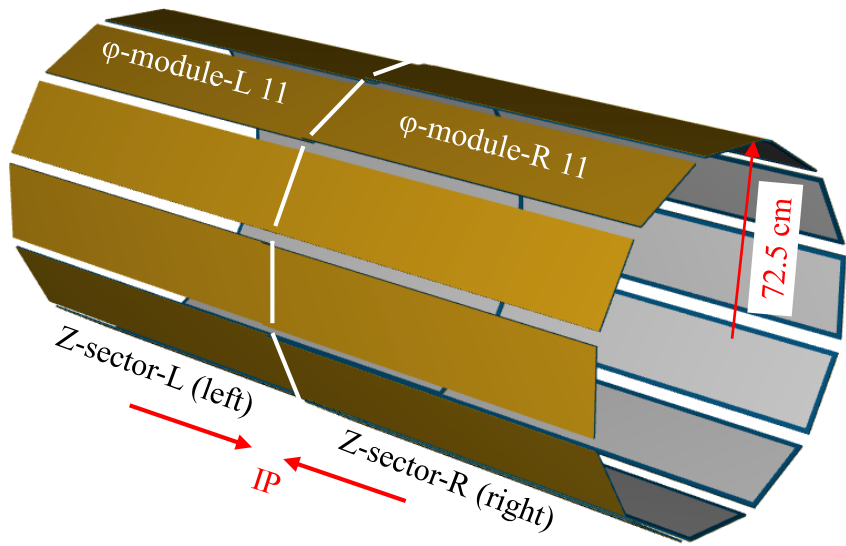 φ-module-L 11
φ-module-R 11
72.5 cm
Z-sector-L (left)
Z-sector-R (right)
IP